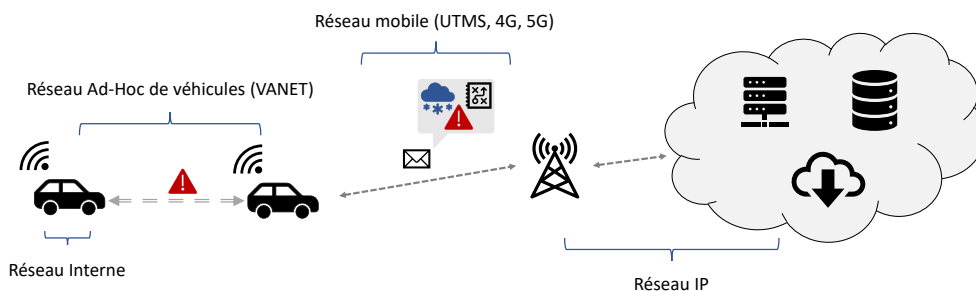 Réseau mobile (UTMS, 4G, 5G)
Réseau Ad-Hoc de véhicules (VANET)
Réseau Interne
Réseau IP